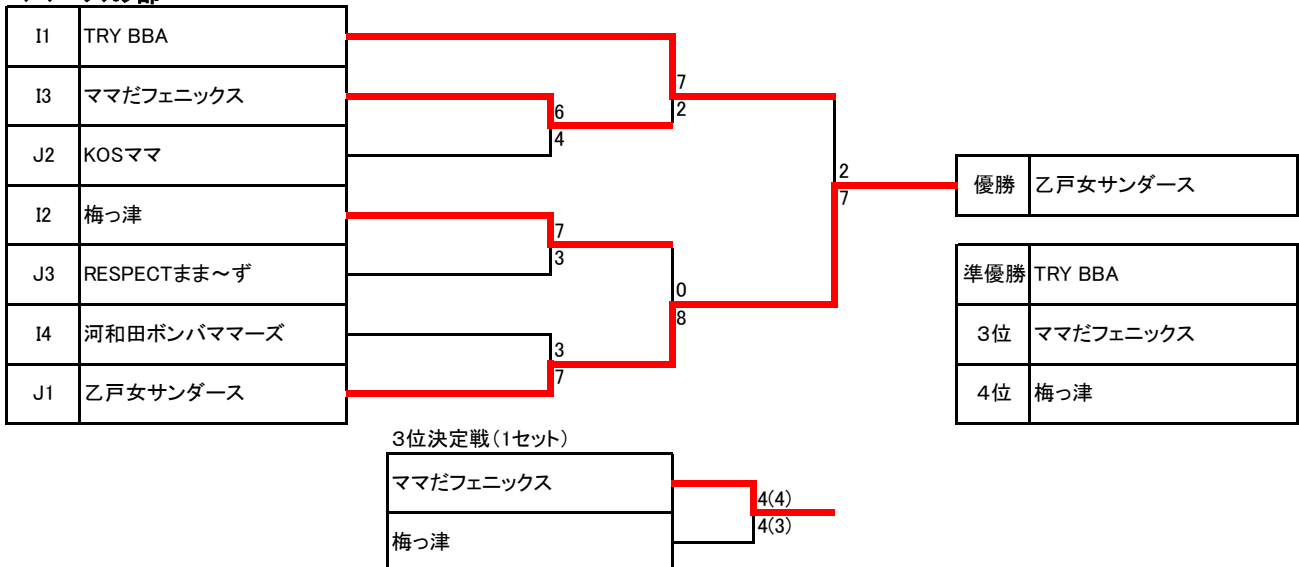 I1 TRY BBA
I3 ママだフェニックス
J2 KOSママ
I2 梅っ津
J3 RESPECTまま～ず
I4 河和田ボンバママーズ
J1 乙戸女サンダース
7
2
6
4
7
3
0
8
3
7
2
7
優勝 乙戸女サンダース
準優勝 TRY BBA
3位 ママだフェニックス
4位 梅っ津
3位決定戦(1セット)
ママだフェニックス
梅っ津
4(4)
4(3)